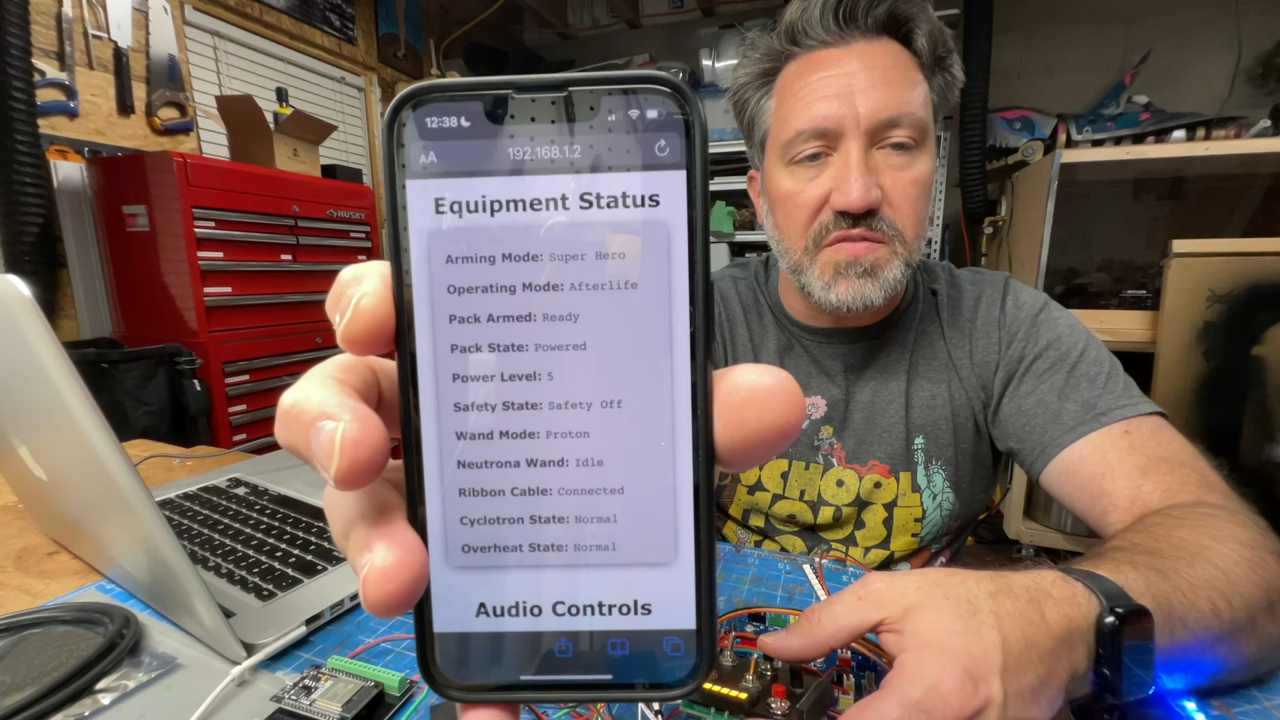 12:38
AA
192.168.1.2
Equipment Status
Arming Mode: Super Hero
Operating Mode: Afterlife
Pack Armed: Ready
Pack State: Powered
Power Level: 5
Safety State: Safety Off
Wand Mode: Proton
Neutrona Wand: Idle
Ribbon Cable: Connected
Cyclotron State: Normal
Overheat State: Normal
Audio Controls
HUSKY
SCHOOL
HOUSE